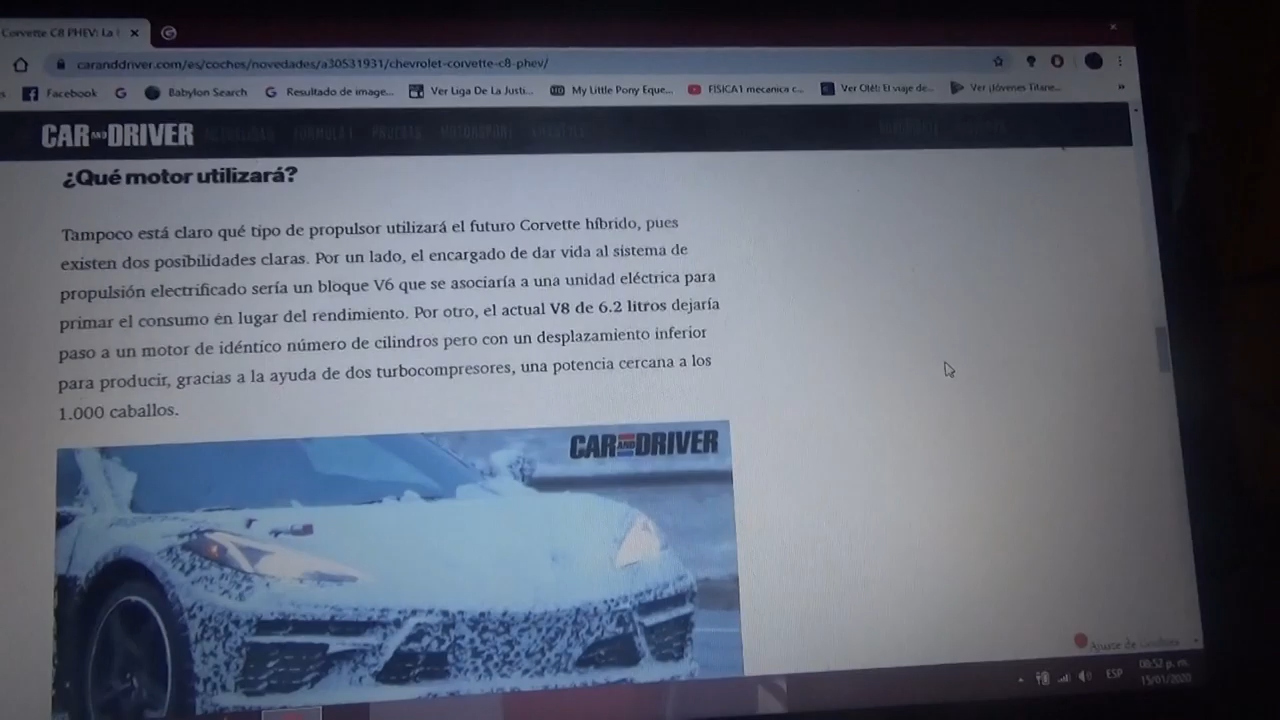 Corvette C8 PHEV: La
caranddriver.com/es/coches/novedades/a30531931/chevrolet-corvette-c8-phev/
Facebook
Babylon Search
Resultado de image...
Ver Liga De La Justi...
My Little Pony Eque...
FISICA1 mecanica c...
Ver ¡Olé!: El viaje de...
Ver ¡Jóvenes Titane...
CAR AND DRIVER
FORMULA 1 PRUEBAS MOTORSPORT LIFESTYLE
¿Qué motor utilizará?
Tampoco está claro qué tipo de propulsor utilizará el futuro Corvette híbrido, pues
existen dos posibilidades claras. Por un lado, el encargado de dar vida al sistema de
propulsión electrificado sería un bloque V6 que se asociaría a una unidad eléctrica para
primar el consumo en lugar del rendimiento. Por otro, el actual V8 de 6.2 litros dejaría
paso a un motor de idéntico número de cilindros pero con un desplazamiento inferior
para producir, gracias a la ayuda de dos turbocompresores, una potencia cercana a los
1.000 caballos.
CAR AND DRIVER
ESP
08:52 p. m.
15/01/2020